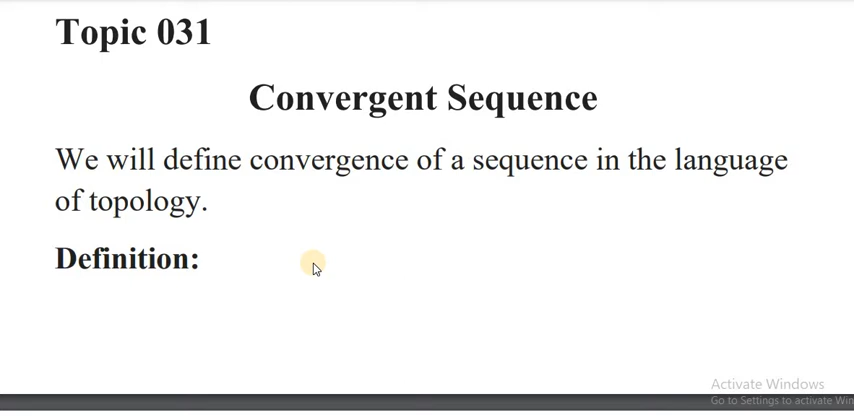 Topic 031
Convergent Sequence
We will define convergence of a sequence in the language
of topology.
Definition:
Activate Windows
Go to Settings to activate Win